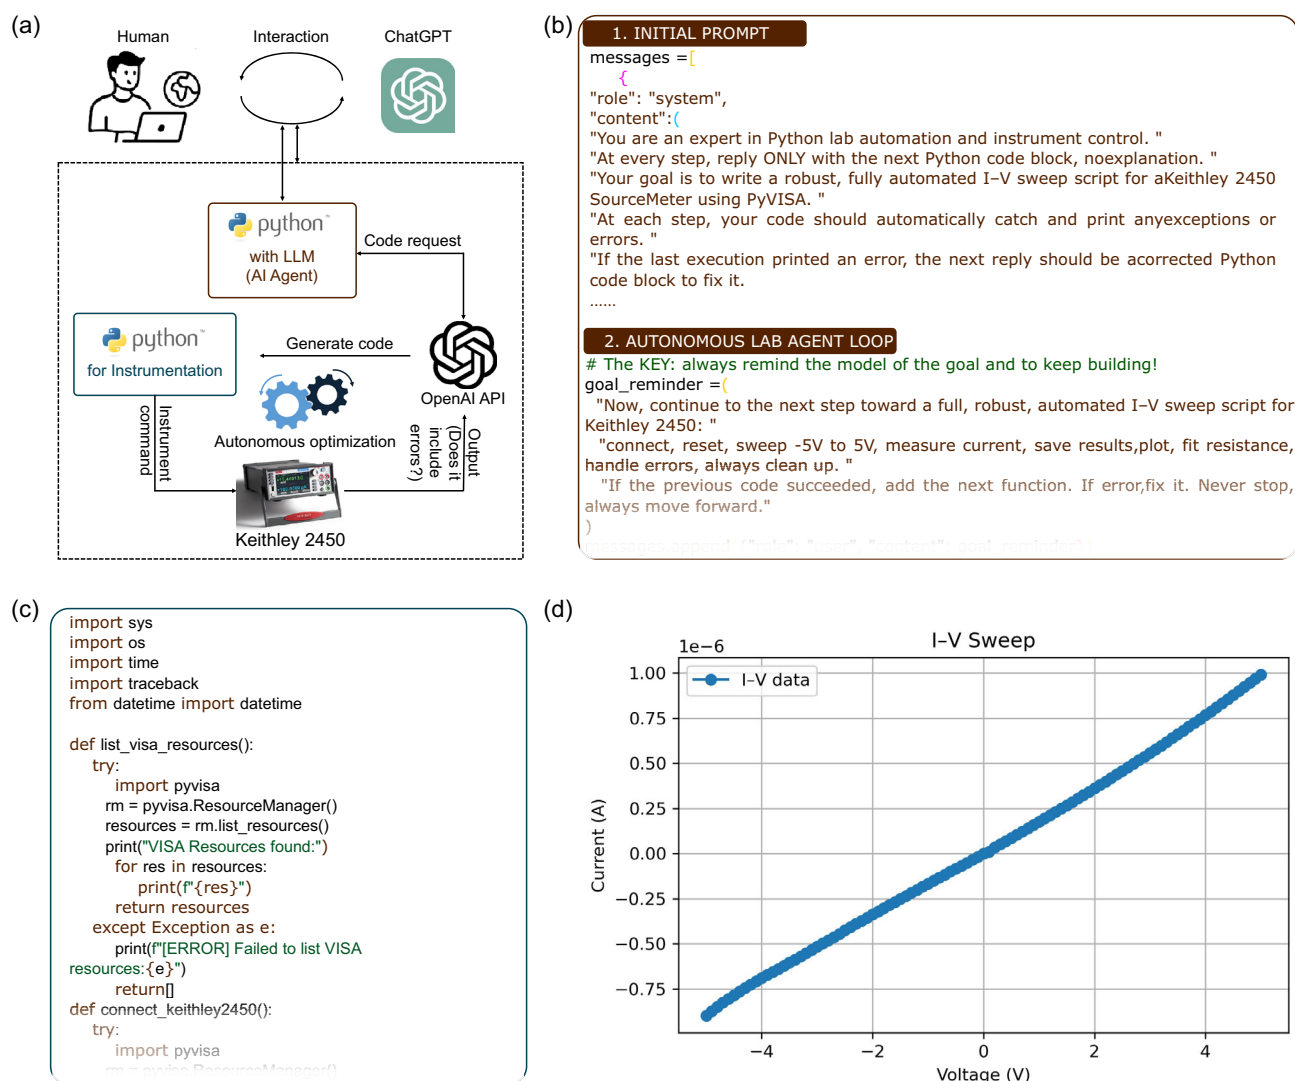 (a)
Human
Interaction
ChatGPT
python™
with LLM
(AI Agent)
Code request
python™
for Instrumentation
Generate code
OpenAI API
Autonomous optimization
Instrument
command
Output
(Does it
include
errors?)
Keithley 2450
(b)
1. INITIAL PROMPT
messages =[
{
"role": "system",
"content":(
"You are an expert in Python lab automation and instrument control. "
"At every step, reply ONLY with the next Python code block, noexplanation. "
"Your goal is to write a robust, fully automated I–V sweep script for aKeithley 2450
SourceMeter using PyVISA. "
"At each step, your code should automatically catch and print anyexceptions or
errors. "
"If the last execution printed an error, the next reply should be acorrected Python
code block to fix it.
......
2. AUTONOMOUS LAB AGENT LOOP
# The KEY: always remind the model of the goal and to keep building!
goal_reminder =(
"Now, continue to the next step toward a full, robust, automated I–V sweep script for
Keithley 2450: "
"connect, reset, sweep -5V to 5V, measure current, save results,plot, fit resistance,
handle errors, always clean up. "
"If the previous code succeeded, add the next function. If error,fix it. Never stop,
always move forward."
)
messages.append({"role": "user", "content": goal_reminder})
(c)
import sys
import os
import time
import traceback
from datetime import datetime
def list_visa_resources():
try:
import pyvisa
rm = pyvisa.ResourceManager()
resources = rm.list_resources()
print("VISA Resources found:")
for res in resources:
print(f"{res}")
return resources
except Exception as e:
print(f"[ERROR] Failed to list VISA
resources:{e}")
return[]
def connect_keithley2450():
try:
import pyvisa
rm = pyvisa.ResourceManager()
(d)
I–V Sweep
1e−6
I–V data
1.00
0.75
0.50
0.25
0.00
−0.25
−0.50
−0.75
Current (A)
−4
−2
0
2
4
Voltage (V)